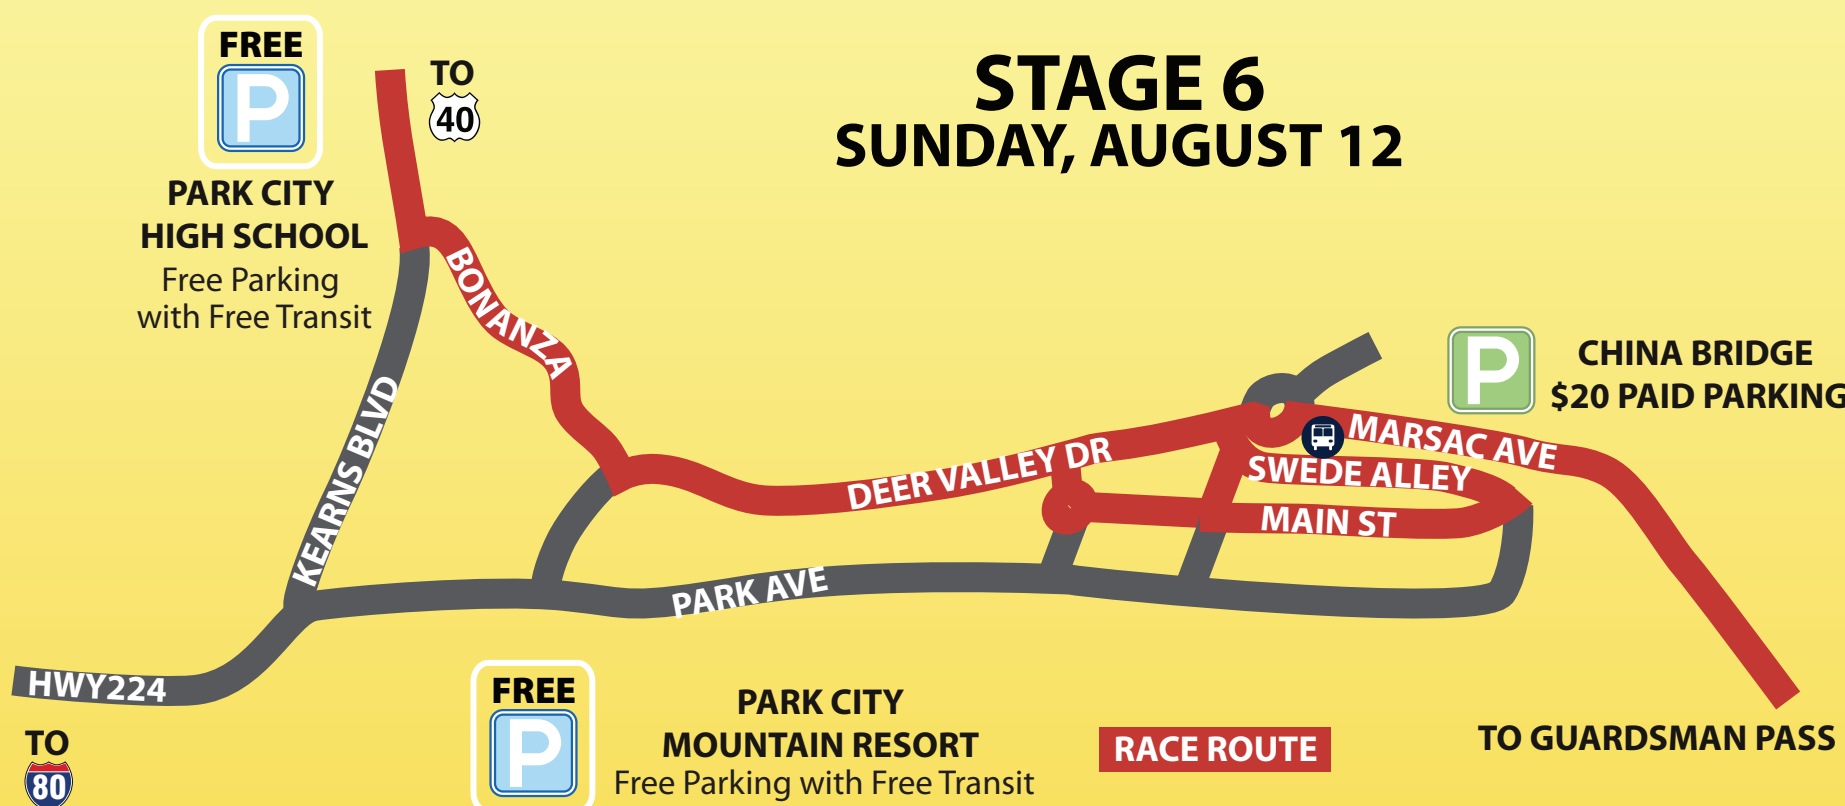 STAGE 6
SUNDAY, AUGUST 12
FREE
P
PARK CITY
HIGH SCHOOL
Free Parking
with Free Transit
TO
40
BONANZA
KEARNS BLVD
DEER VALLEY DR
PARK AVE
HWY224
TO
80
P
CHINA BRIDGE
$20 PAID PARKING
MARSAC AVE
SWEDE ALLEY
MAIN ST
FREE
P
PARK CITY
MOUNTAIN RESORT
Free Parking with Free Transit
RACE ROUTE
TO GUARDSMAN PASS